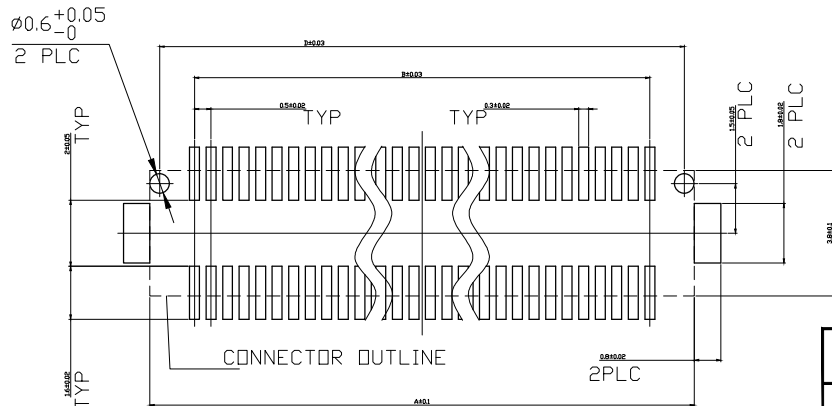 Ø0.6 +0.05 -0
2 PLC
D±0.03
B±0.03
0.5±0.02
TYP
TYP
0.3±0.02
2±0.05
TYP
1.5±0.05
2 PLC
1.8±0.02
2 PLC
3.8±0.1
CONNECTOR OUTLINE
0.8±0.02
2PLC
1.6±0.02
TYP
A±0.1